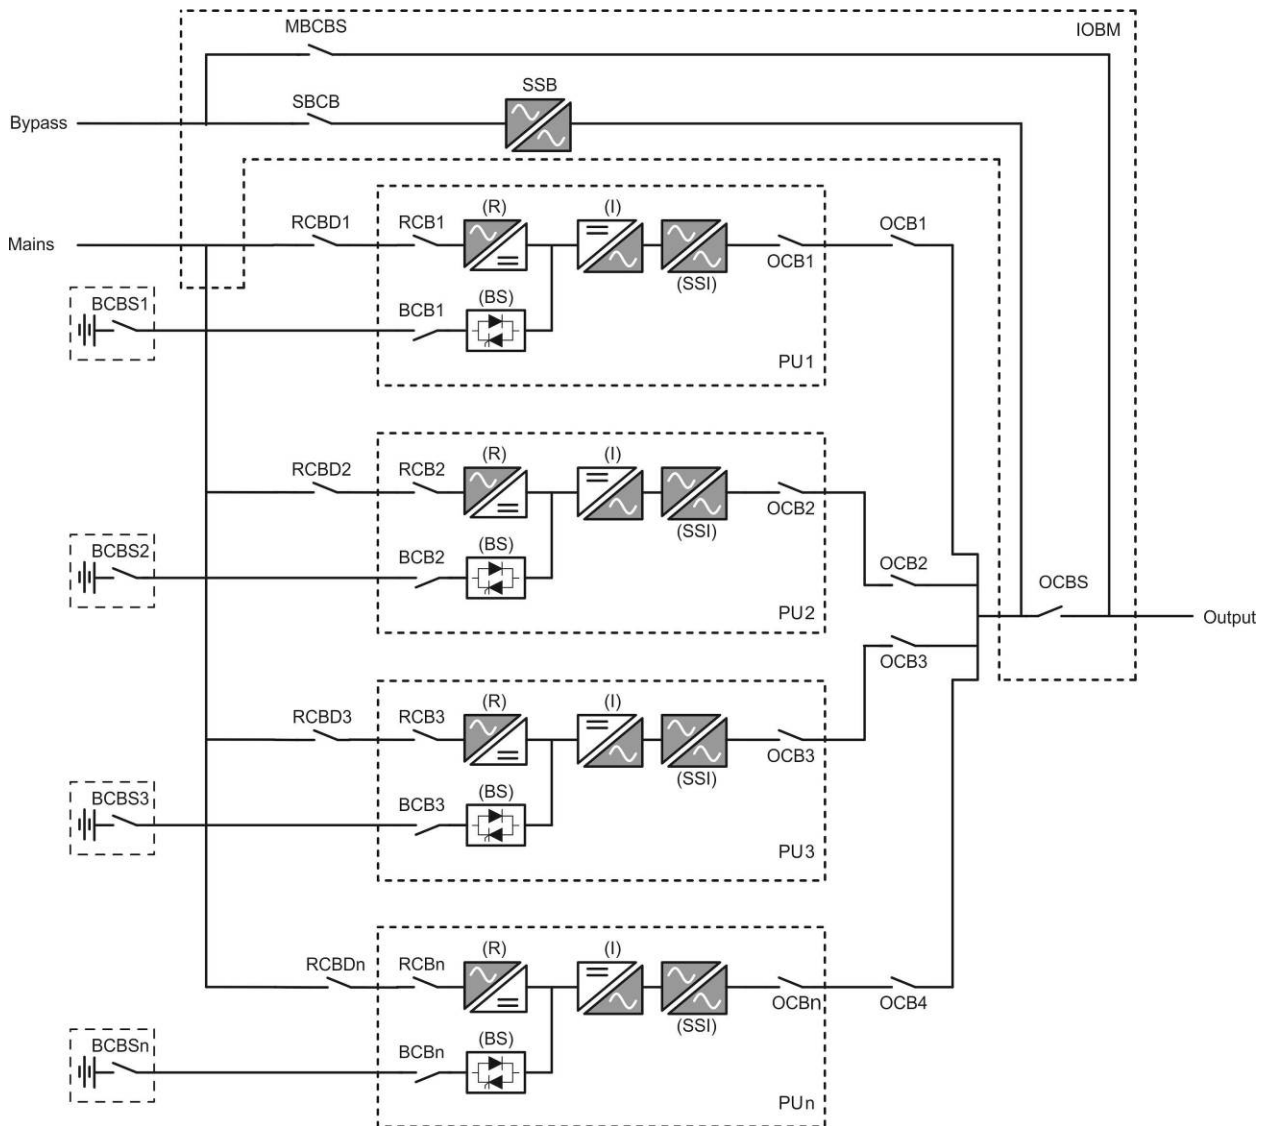 MBCBS
IOBM
SSB
SBCB
Bypass
(R)
(I)
RCBD1
RCB1
OCB1
Mains
OCB1
(SSI)
BCBS1
BCB1
(BS)
PU1
(R)
(I)
RCBD2
RCB2
OCB2
(SSI)
BCBS2
BCB2
(BS)
OCB2
OCBS
PU2
Output
OCB3
(R)
(I)
RCBD3
RCB3
OCB3
(SSI)
BCBS3
BCB3
(BS)
PU3
(R)
(I)
RCBDn
RCBn
OCBn
OCB4
(SSI)
BCBSn
BCBn
(BS)
PUn